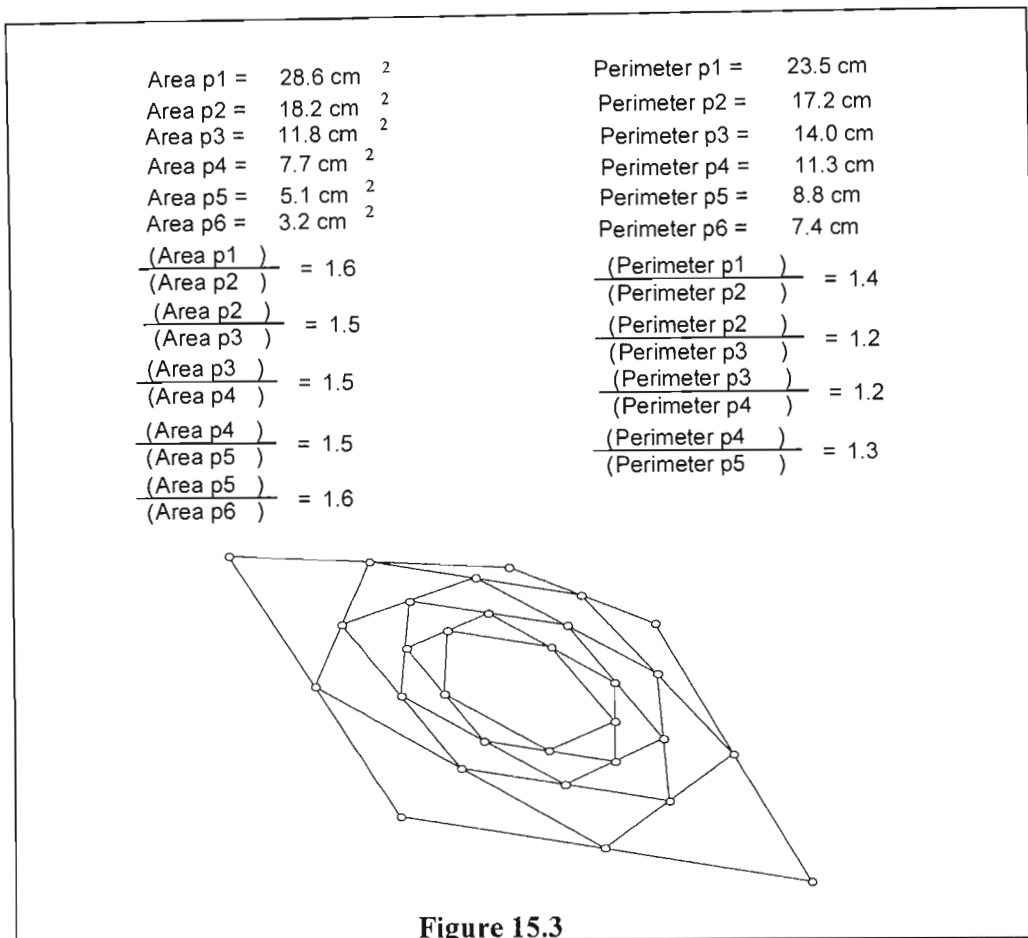 Area p1 = 28.6 cm 2
Area p2 = 18.2 cm 2
Area p3 = 11.8 cm 2
Area p4 = 7.7 cm 2
Area p5 = 5.1 cm 2
Area p6 = 3.2 cm 2
(Area p1 )
(Area p2 ) = 1.6
(Area p2 )
(Area p3 ) = 1.5
(Area p3 )
(Area p4 ) = 1.5
(Area p4 )
(Area p5 ) = 1.5
(Area p5 )
(Area p6 ) = 1.6
Perimeter p1 = 23.5 cm
Perimeter p2 = 17.2 cm
Perimeter p3 = 14.0 cm
Perimeter p4 = 11.3 cm
Perimeter p5 = 8.8 cm
Perimeter p6 = 7.4 cm
(Perimeter p1 )
(Perimeter p2 ) = 1.4
(Perimeter p2 )
(Perimeter p3 ) = 1.2
(Perimeter p3 )
(Perimeter p4 ) = 1.2
(Perimeter p4 )
(Perimeter p5 ) = 1.3
Figure 15.3